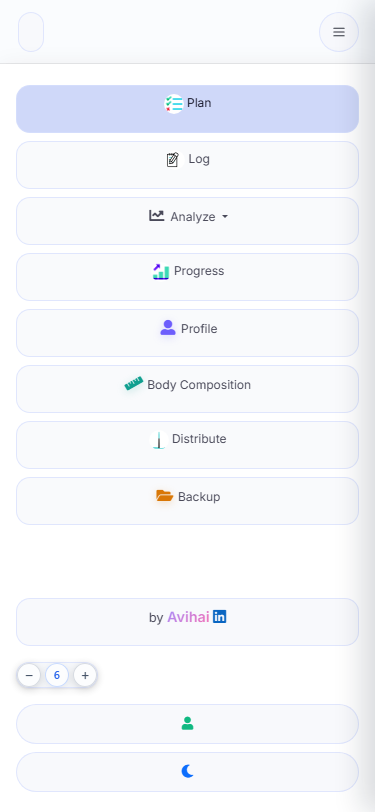 Plan
Log
Analyze
Progress
Profile
Body Composition
Distribute
Backup
by Avihai in
− 6 +